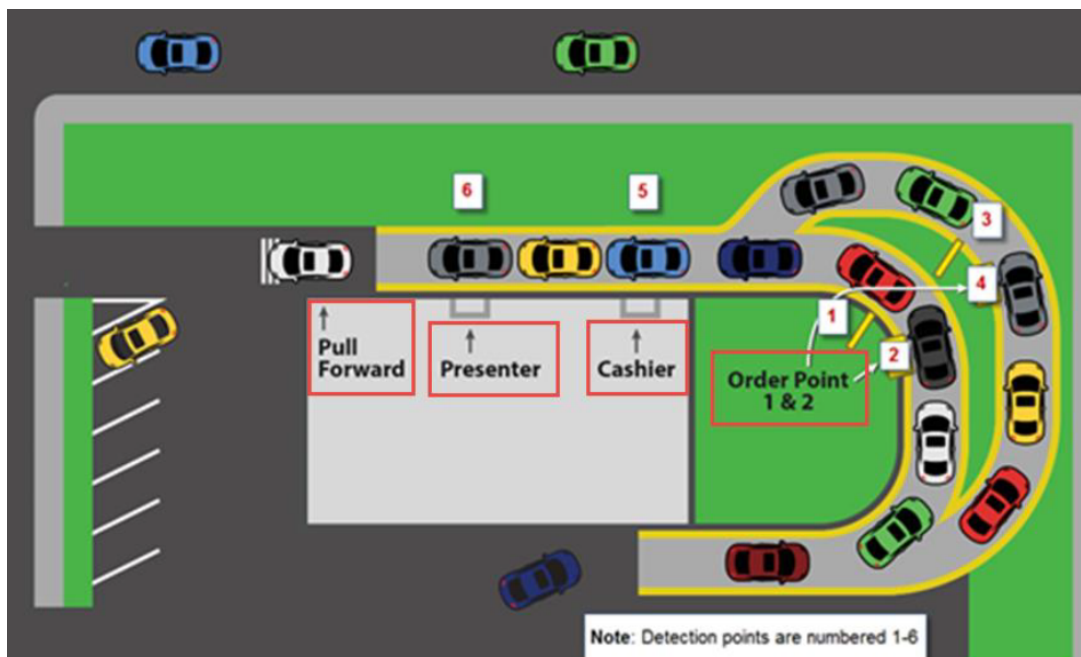 6
5
3
4
1
2
Pull
Forward
Presenter
Cashier
Order Point
1 & 2
Note: Detection points are numbered 1-6